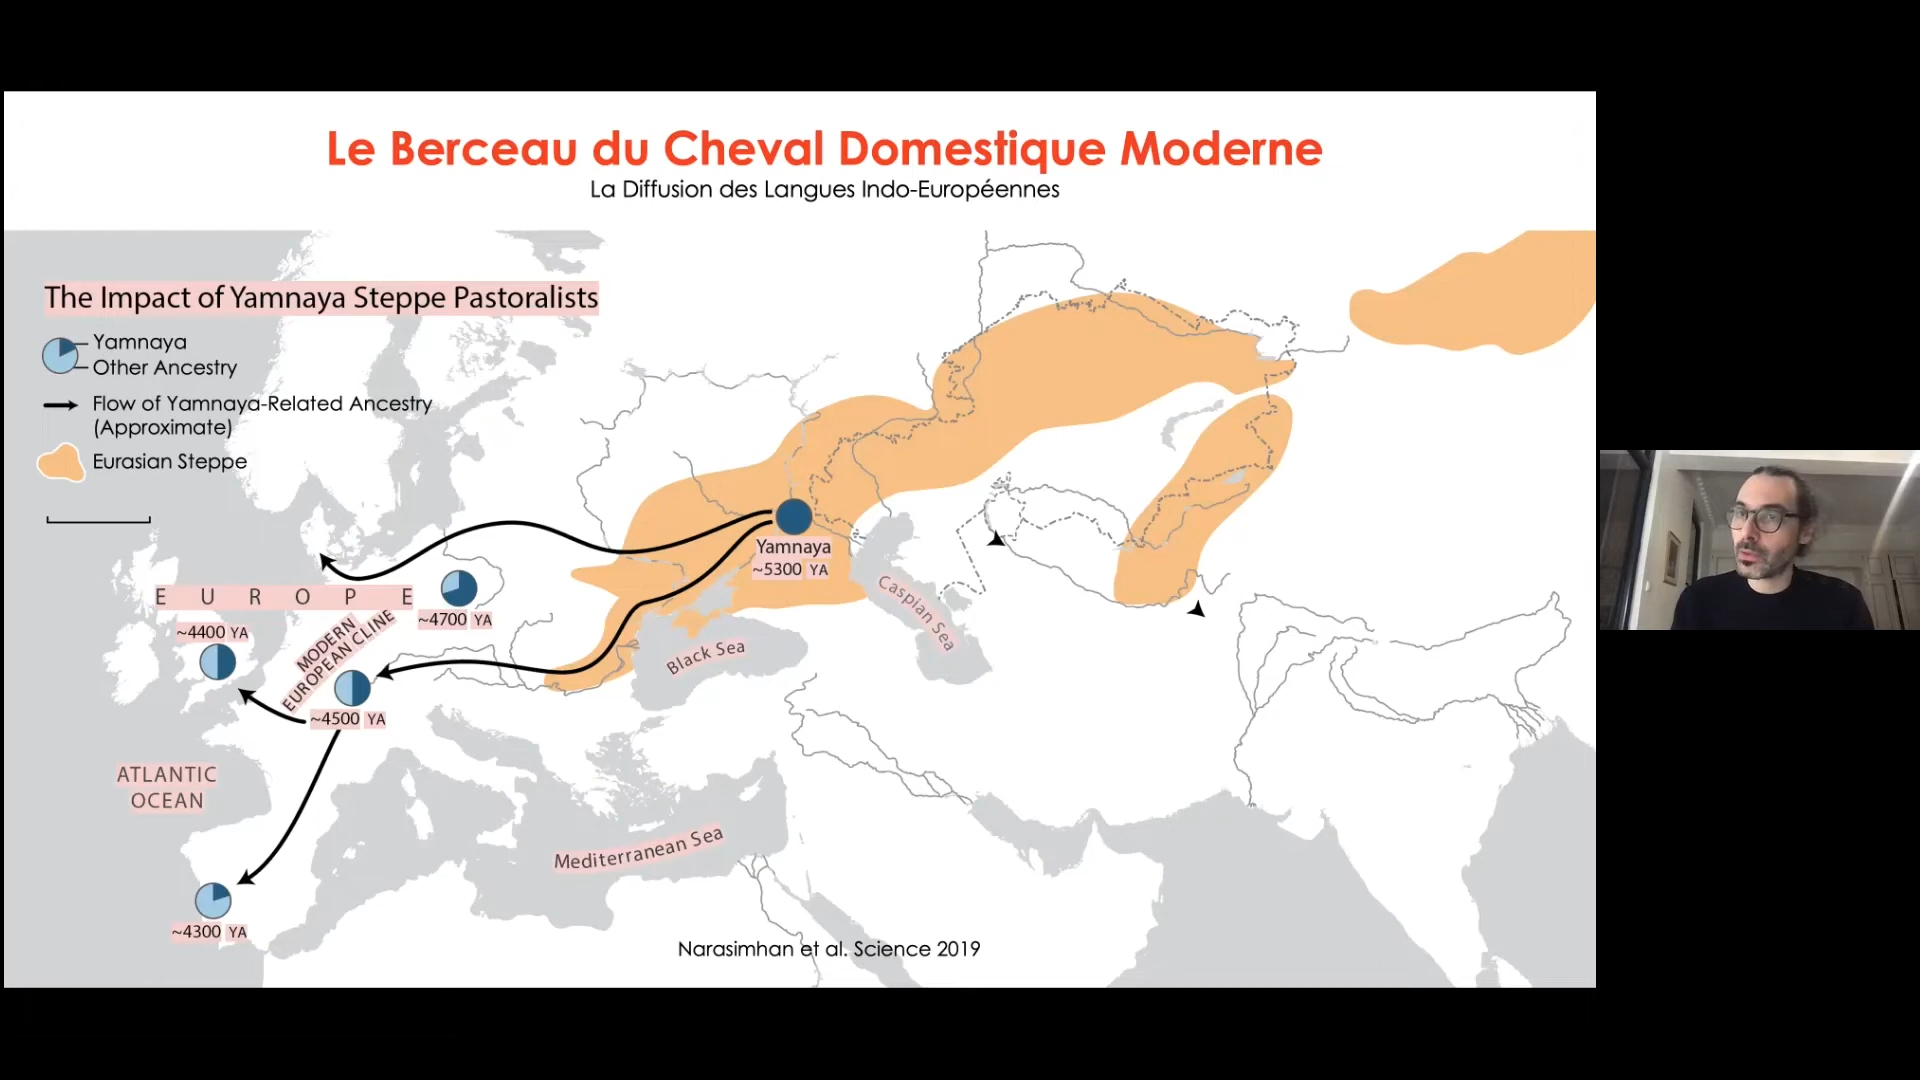 Le Berceau du Cheval Domestique Moderne
La Diffusion des Langues Indo-Européennes
The Impact of Yamnaya Steppe Pastoralists
Yamnaya
Other Ancestry
Flow of Yamnaya-Related Ancestry
(Approximate)
Eurasian Steppe
Yamnaya
~5300 YA
EUROPE
~4700 YA
~4400 YA
MODERN
EUROPEAN CLINE
~4500 YA
Black Sea
Caspian Sea
ATLANTIC
OCEAN
Mediterranean Sea
~4300 YA
Narasimhan et al. Science 2019